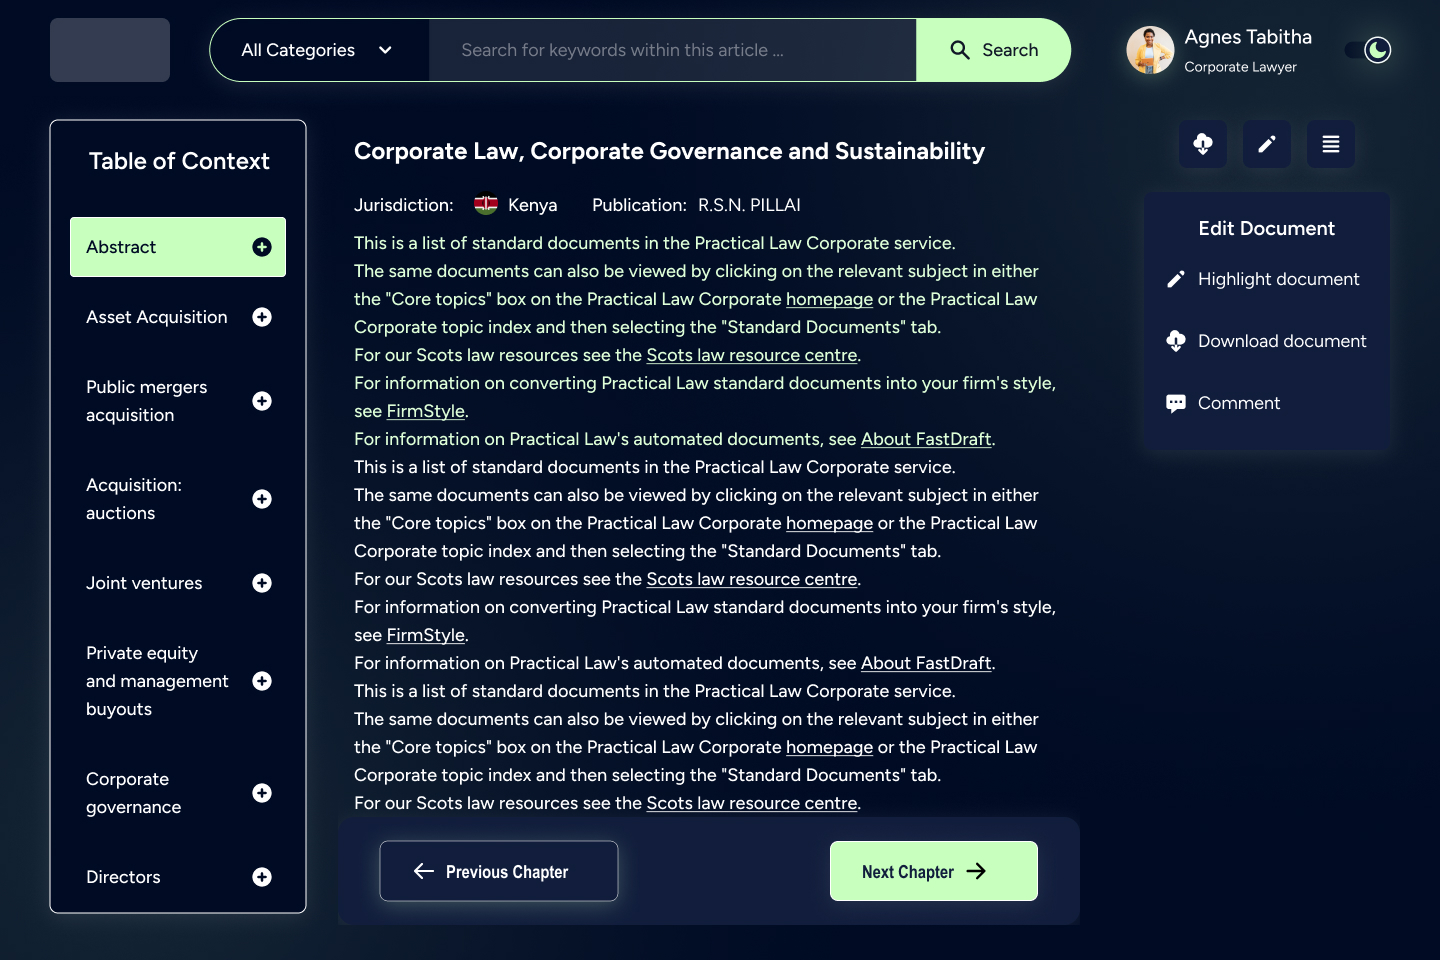 All Categories
Search for keywords within this article ...
Search
Agnes Tabitha
Corporate Lawyer
Table of Context
Abstract
Asset Acquisition
Public mergers
acquisition
Acquisition:
auctions
Joint ventures
Private equity
and management
buyouts
Corporate
governance
Directors
Corporate Law, Corporate Governance and Sustainability
Jurisdiction: Kenya Publication: R.S.N. PILLAI
This is a list of standard documents in the Practical Law Corporate service.
The same documents can also be viewed by clicking on the relevant subject in either
the "Core topics" box on the Practical Law Corporate homepage or the Practical Law
Corporate topic index and then selecting the "Standard Documents" tab.
For our Scots law resources see the Scots law resource centre.
For information on converting Practical Law standard documents into your firm's style,
see FirmStyle.
For information on Practical Law's automated documents, see About FastDraft.
This is a list of standard documents in the Practical Law Corporate service.
The same documents can also be viewed by clicking on the relevant subject in either
the "Core topics" box on the Practical Law Corporate homepage or the Practical Law
Corporate topic index and then selecting the "Standard Documents" tab.
For our Scots law resources see the Scots law resource centre.
For information on converting Practical Law standard documents into your firm's style,
see FirmStyle.
For information on Practical Law's automated documents, see About FastDraft.
This is a list of standard documents in the Practical Law Corporate service.
The same documents can also be viewed by clicking on the relevant subject in either
the "Core topics" box on the Practical Law Corporate homepage or the Practical Law
Corporate topic index and then selecting the "Standard Documents" tab.
For our Scots law resources see the Scots law resource centre.
Previous Chapter
Next Chapter
Edit Document
Highlight document
Download document
Comment